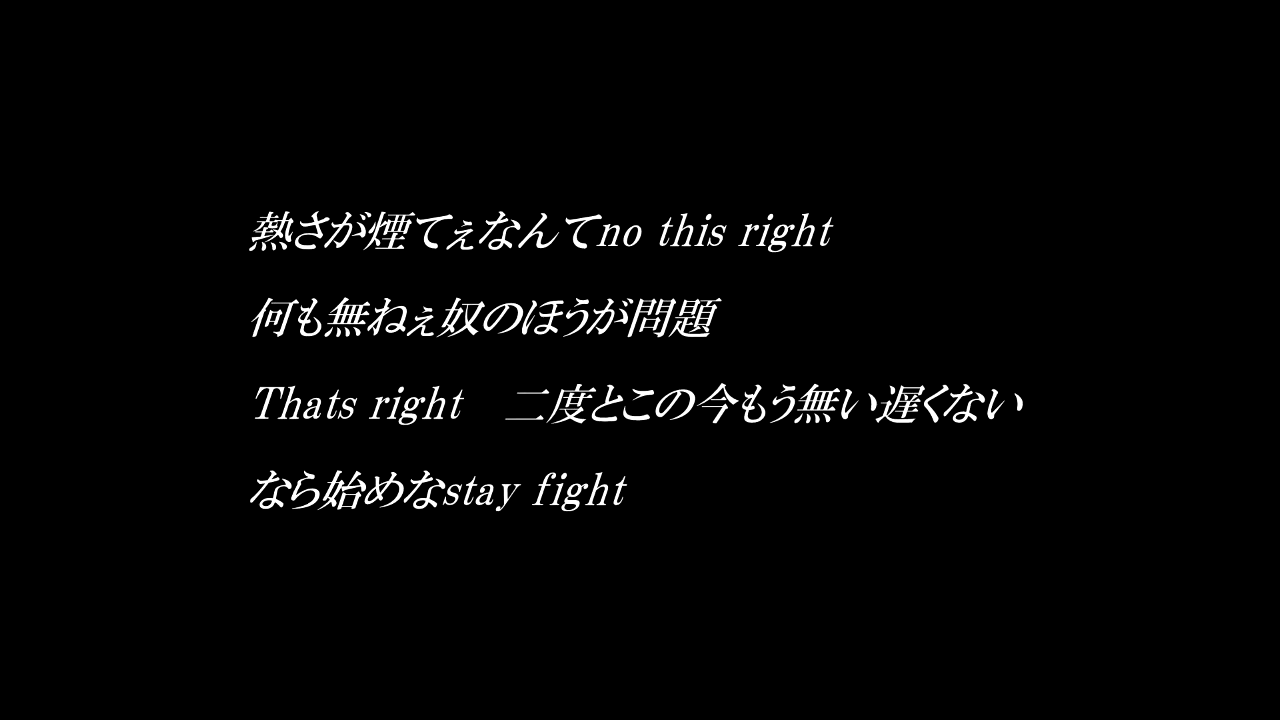 熱さが煙てぇなんてno this right
何も無ねぇ奴のほうが問題
Thats right　二度とこの今もう無い遅くない
なら始めなstay fight